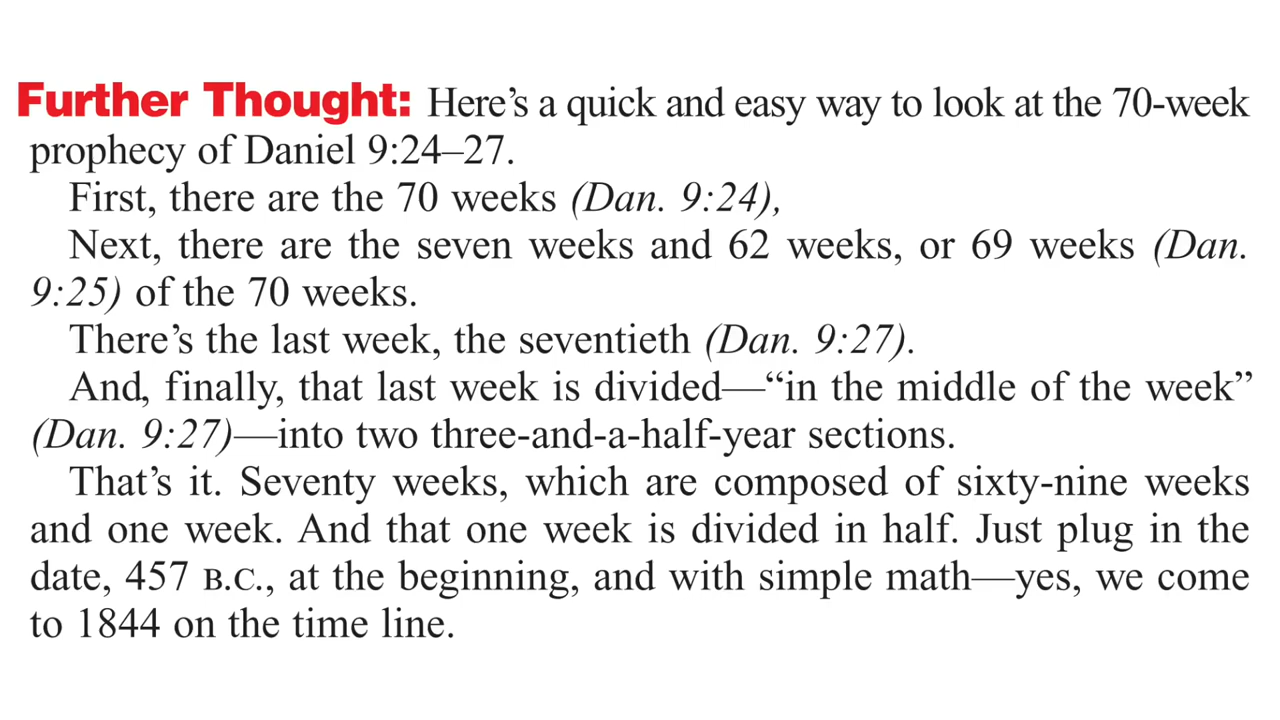 Further Thought: Here’s a quick and easy way to look at the 70-week
prophecy of Daniel 9:24–27.
First, there are the 70 weeks (Dan. 9:24),
Next, there are the seven weeks and 62 weeks, or 69 weeks (Dan.
9:25) of the 70 weeks.
There’s the last week, the seventieth (Dan. 9:27).
And, finally, that last week is divided—“in the middle of the week”
(Dan. 9:27)—into two three-and-a-half-year sections.
That’s it. Seventy weeks, which are composed of sixty-nine weeks
and one week. And that one week is divided in half. Just plug in the
date, 457 B.C., at the beginning, and with simple math—yes, we come
to 1844 on the time line.